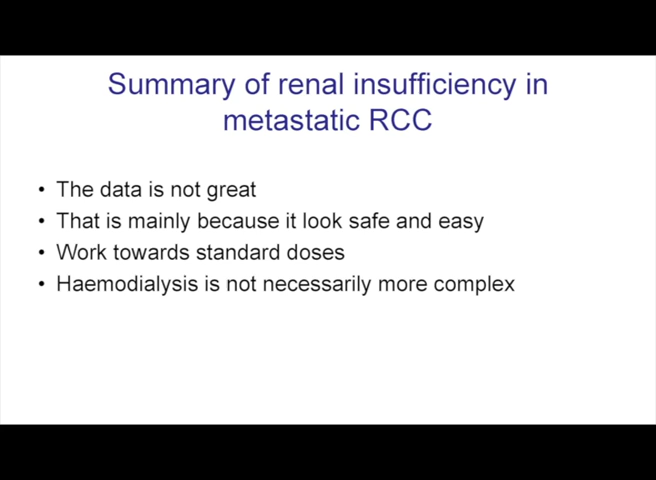 Summary of renal insufficiency in
metastatic RCC
• The data is not great
• That is mainly because it look safe and easy
• Work towards standard doses
• Haemodialysis is not necessarily more complex